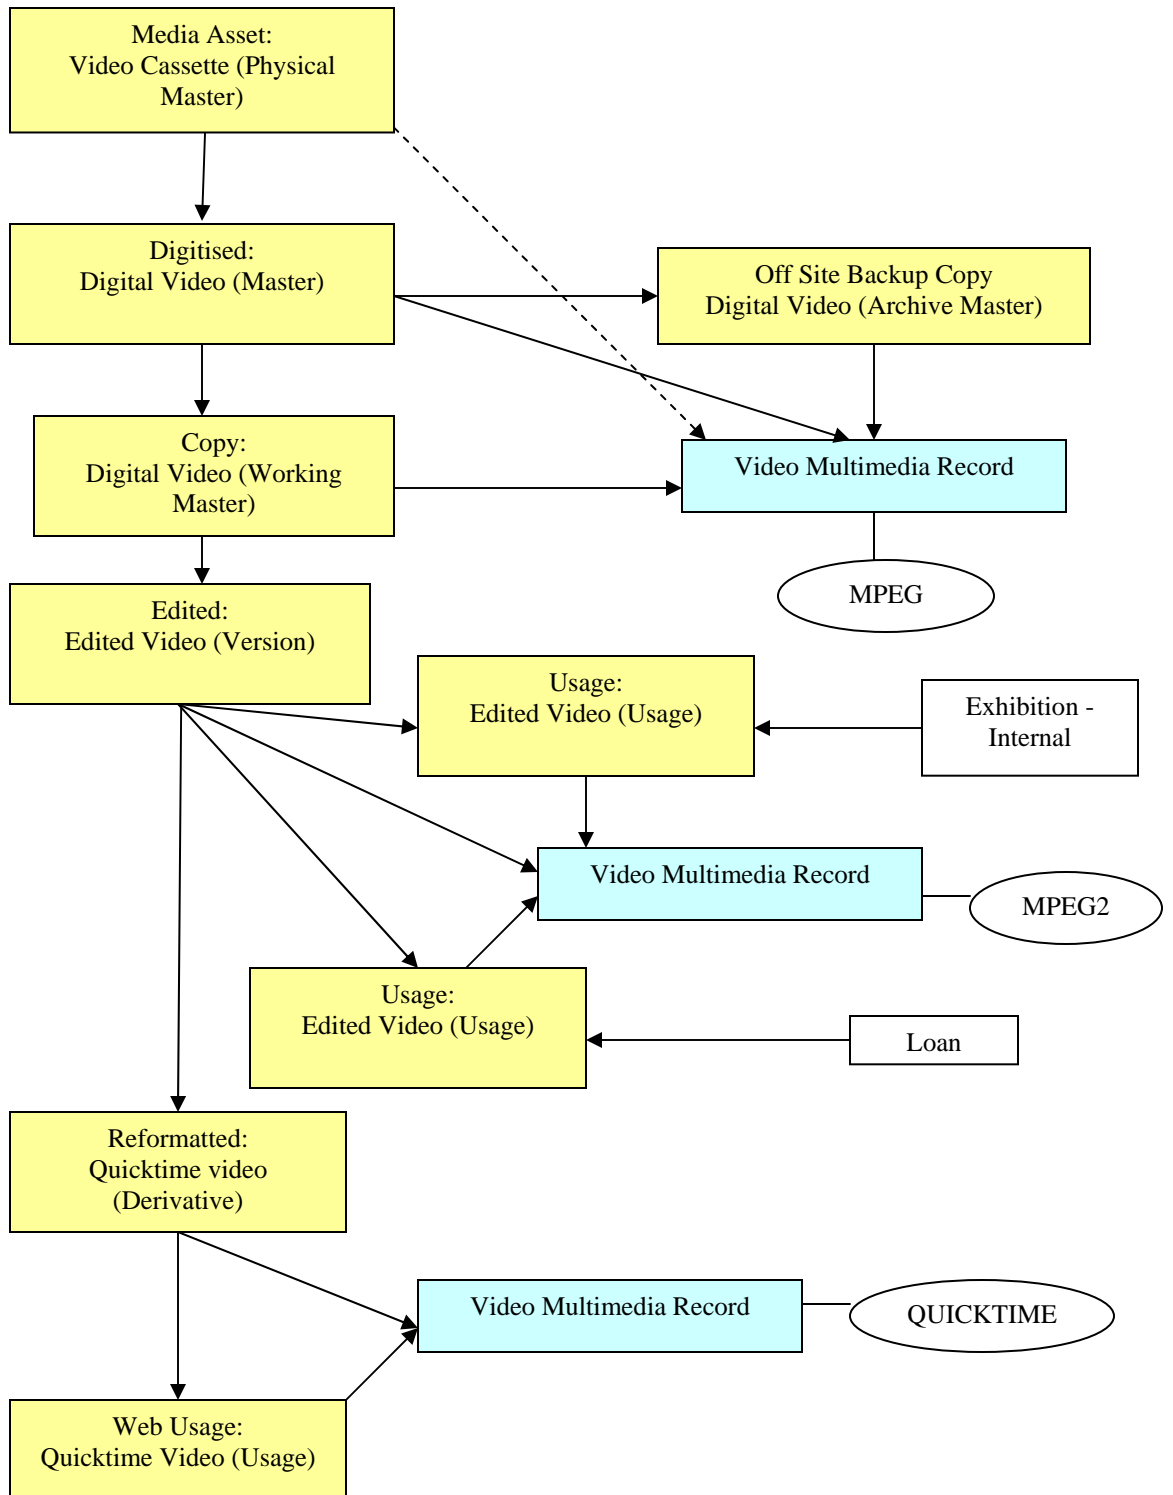 Media Asset:
Video Cassette (Physical
Master)
Digitised:
Digital Video (Master)
Off Site Backup Copy
Digital Video (Archive Master)
Copy:
Digital Video (Working
Master)
Video Multimedia Record
MPEG
Edited:
Edited Video (Version)
Usage:
Edited Video (Usage)
Exhibition -
Internal
Video Multimedia Record
MPEG2
Usage:
Edited Video (Usage)
Loan
Reformatted:
Quicktime video
(Derivative)
Video Multimedia Record
QUICKTIME
Web Usage:
Quicktime Video (Usage)